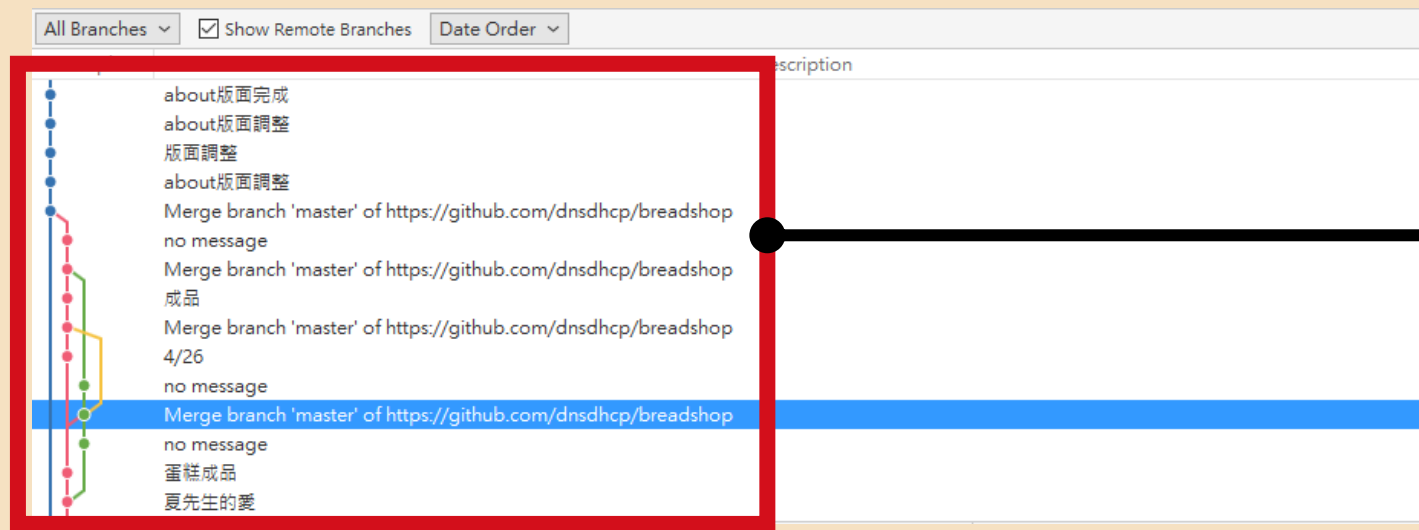 All Branches Show Remote Branches Date Order
escription
about版面完成
about版面調整
版面調整
about版面調整
Merge branch 'master' of https://github.com/dnsdhcp/breadshop
no message
Merge branch 'master' of https://github.com/dnsdhcp/breadshop
成品
Merge branch 'master' of https://github.com/dnsdhcp/breadshop
4/26
no message
Merge branch 'master' of https://github.com/dnsdhcp/breadshop
no message
蛋糕成品
夏先生的愛